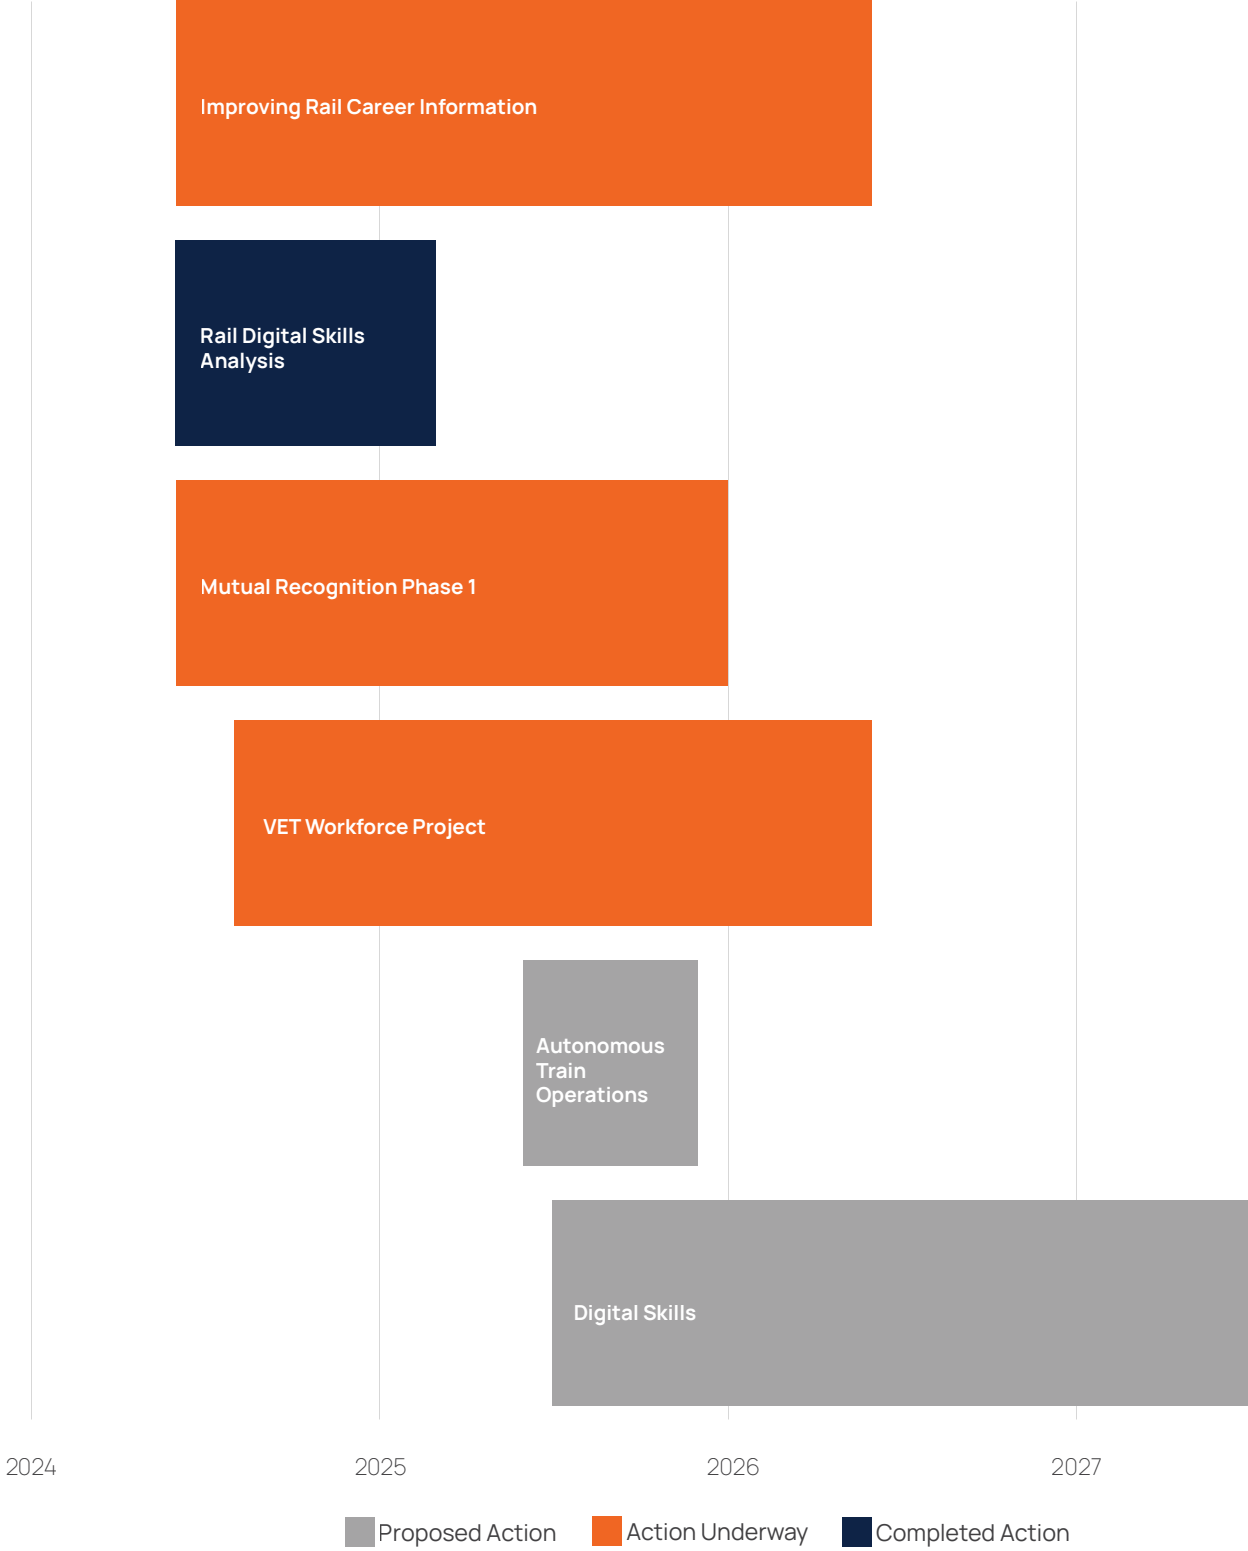 Improving Rail Career Information
Rail Digital Skills
Analysis
Mutual Recognition Phase 1
VET Workforce Project
Autonomous
Train
Operations
Digital Skills
2024 2025 2026 2027
Proposed Action Action Underway Completed Action